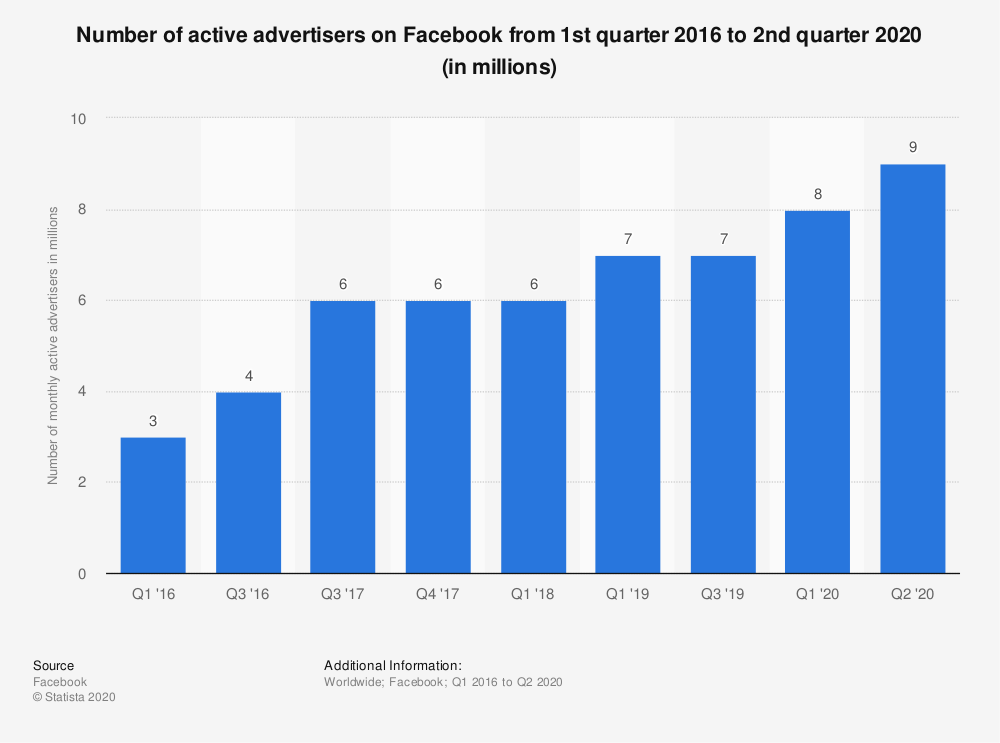 Number of active advertisers on Facebook from 1st quarter 2016 to 2nd quarter 2020
(in millions)
Number of monthly active advertisers in millions
10
8
6
4
2
0
3
4
6
6
6
7
7
8
9
Q1 '16
Q3 '16
Q3 '17
Q4 '17
Q1 '18
Q1 '19
Q3 '19
Q1 '20
Q2 '20
Source
Facebook
© Statista 2020
Additional Information:
Worldwide; Facebook; Q1 2016 to Q2 2020